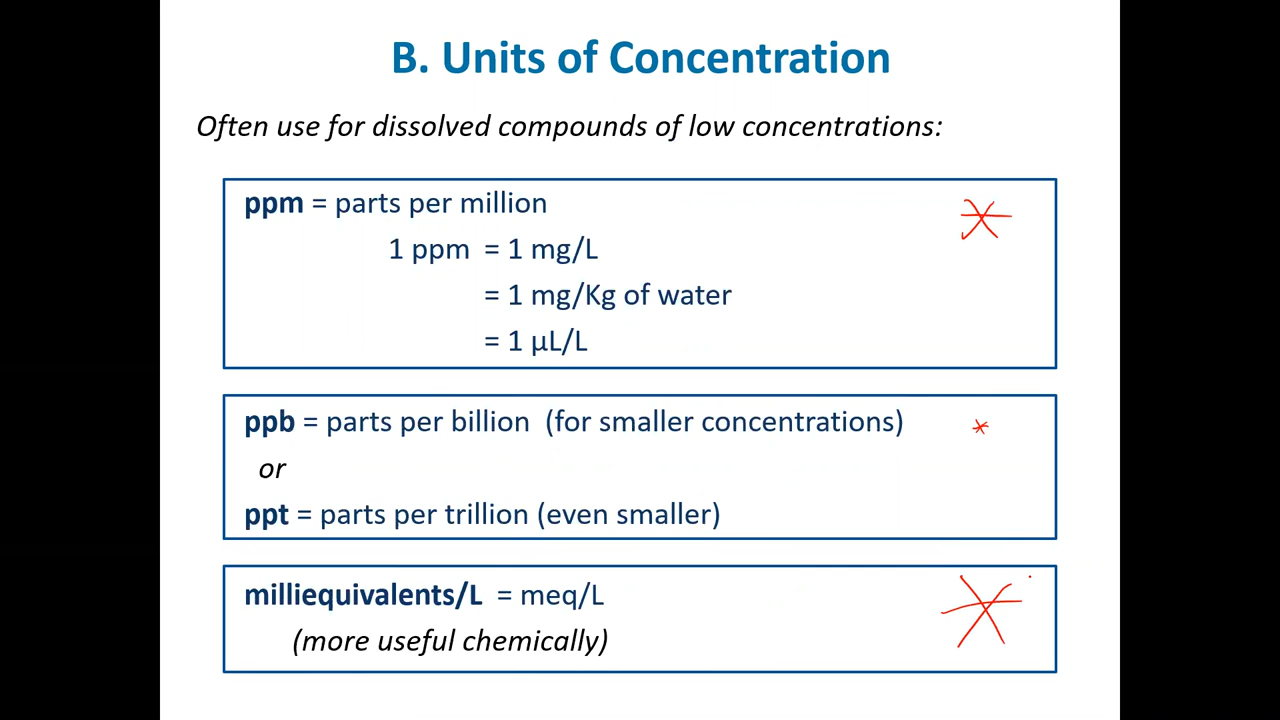 B. Units of Concentration
Often use for dissolved compounds of low concentrations:
ppm = parts per million
1 ppm = 1 mg/L
= 1 mg/Kg of water
= 1 µL/L
ppb = parts per billion (for smaller concentrations)
or
ppt = parts per trillion (even smaller)
milliequivalents/L = meq/L
(more useful chemically)